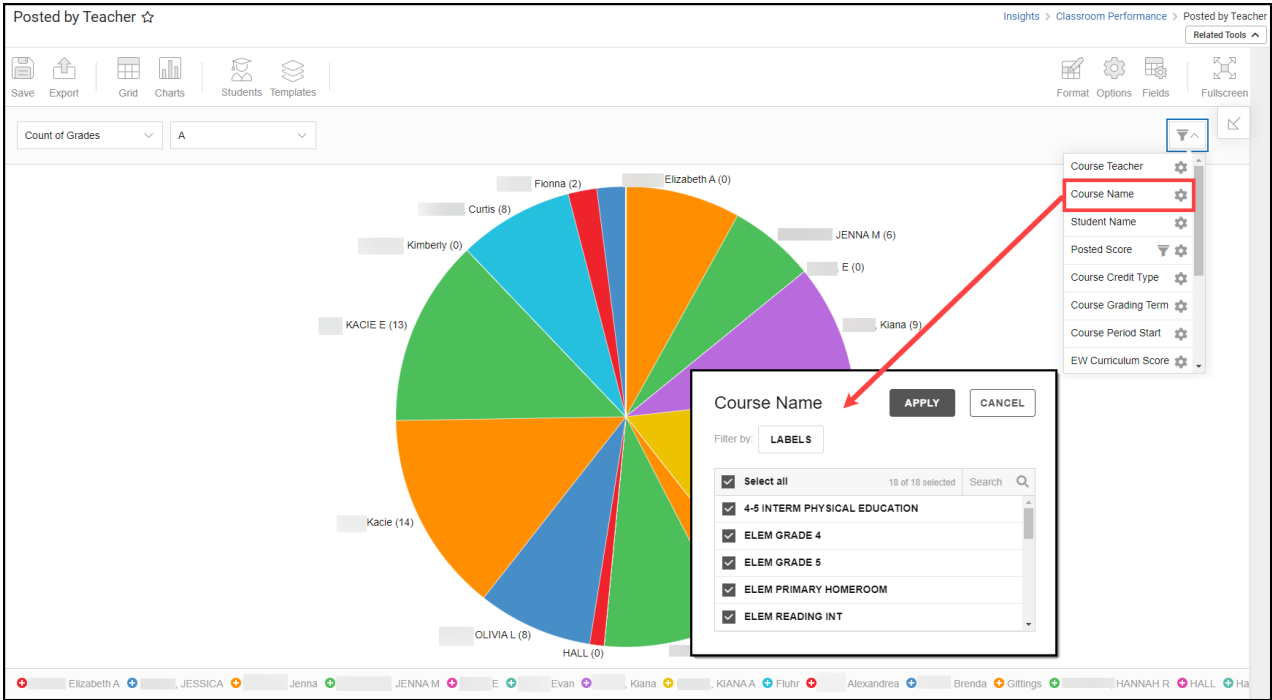 Posted by Teacher
Insights > Classroom Performance > Posted by Teacher
Related Tools
Save Export Grid Charts Students Templates Format Options Fields Fullscreen
Count of Grades A
Course Teacher
Course Name
Student Name
Posted Score
Course Credit Type
Course Grading Term
Course Period Start
EW Curriculum Score
Fionna (2)
Elizabeth A (0)
, Curtis (8)
JENNA M (6)
Kimberly (0)
, E (0)
KACIE E (13)
, Kiana (9)
Kacie (14)
OLIVIA L (8)
HALL (0)
Course Name APPLY CANCEL
Filter by: LABELS
Select all 18 of 18 selected Search
4-5 INTERM PHYSICAL EDUCATION
ELEM GRADE 4
ELEM GRADE 5
ELEM PRIMARY HOMEROOM
ELEM READING INT
Elizabeth A , JESSICA Jenna JENNA M E Evan , Kiana , KIANA A Fluhr Alexandrea Brenda Gittings , HANNAH R HALL Ha